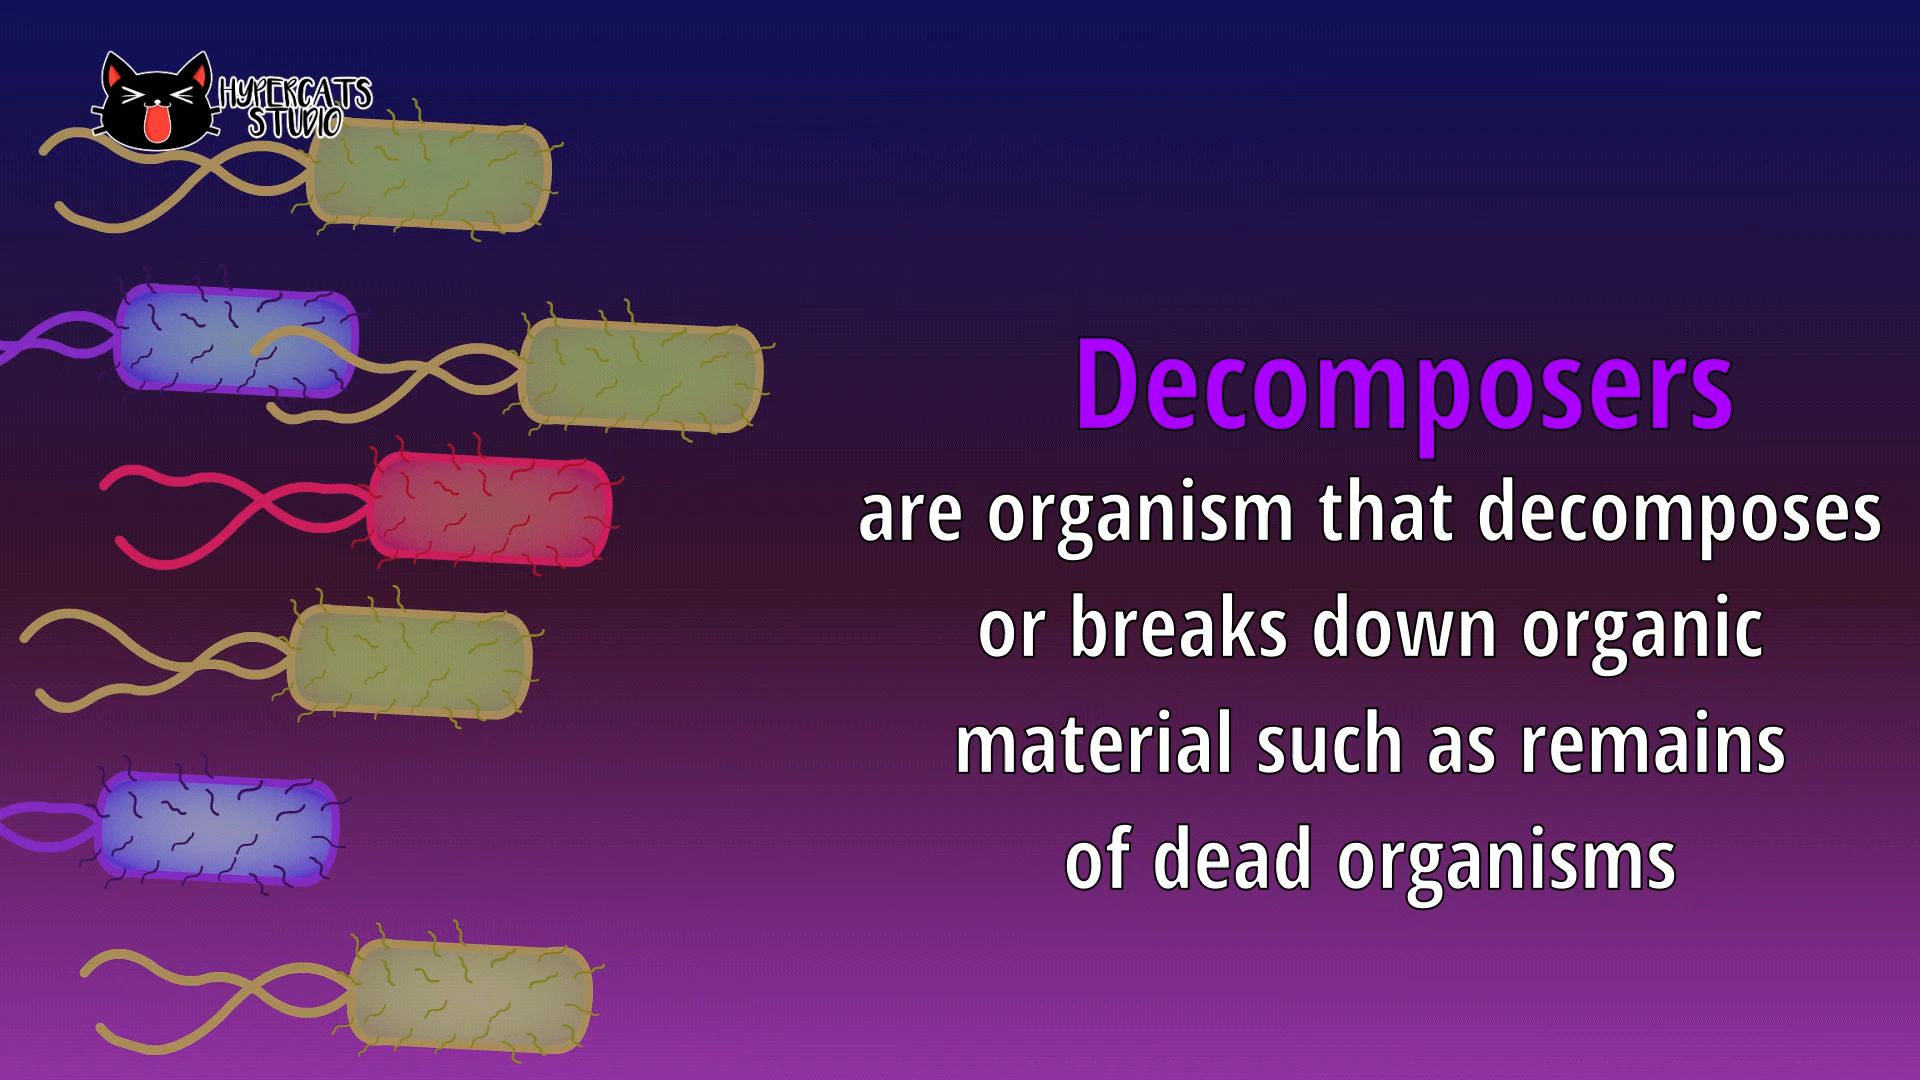 HYPERCATS
STUDIO
Decomposers
are organism that decomposes
or breaks down organic
material such as remains
of dead organisms